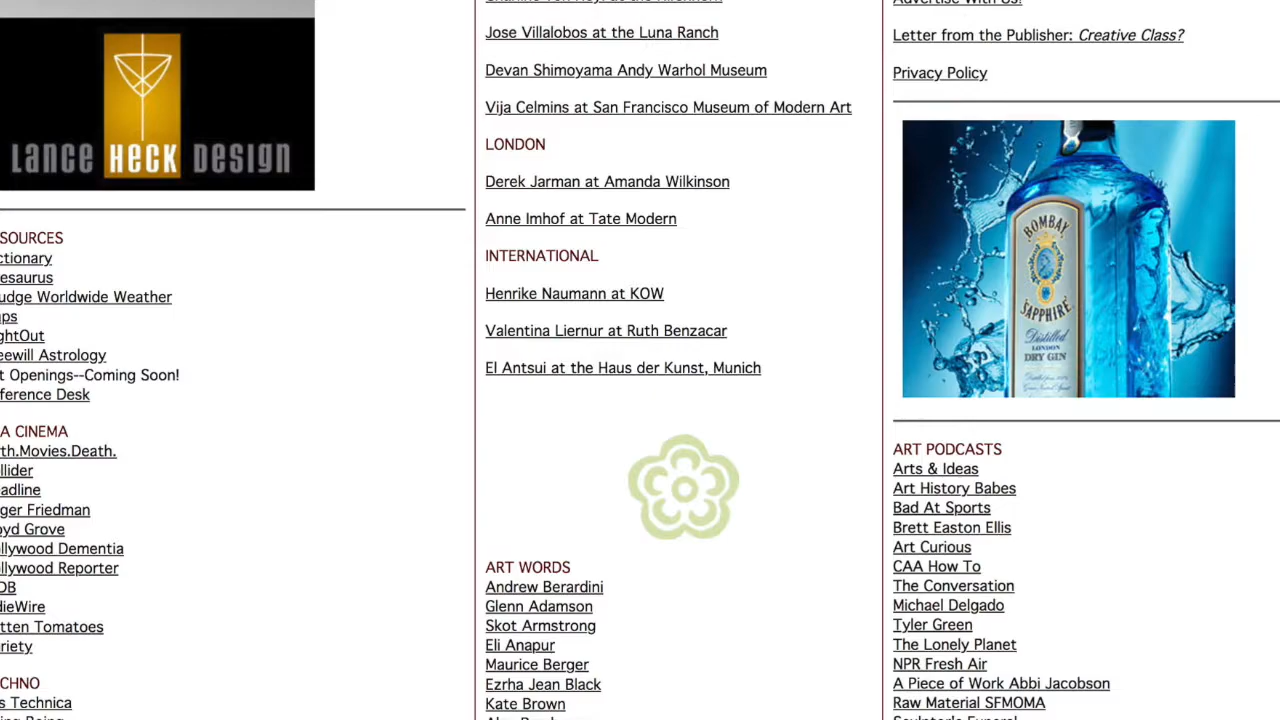 LANCE HECK DESIGN
SOURCES
ctionary
esaurus
udge Worldwide Weather
ps
ghtOut
eewill Astrology
t Openings--Coming Soon!
ference Desk
A CINEMA
th.Movies.Death.
llider
adline
ger Friedman
oyd Grove
llywood Dementia
llywood Reporter
DB
dieWire
tten Tomatoes
riety
CHNO
s Technica
Jose Villalobos at the Luna Ranch
Devan Shimoyama Andy Warhol Museum
Vija Celmins at San Francisco Museum of Modern Art
LONDON
Derek Jarman at Amanda Wilkinson
Anne Imhof at Tate Modern
INTERNATIONAL
Henrike Naumann at KOW
Valentina Liernur at Ruth Benzacar
El Antsui at the Haus der Kunst, Munich
ART WORDS
Andrew Berardini
Glenn Adamson
Skot Armstrong
Eli Anapur
Maurice Berger
Ezrha Jean Black
Kate Brown
Advertise With Us!
Letter from the Publisher: Creative Class?
Privacy Policy
BOMBAY
SAPPHIRE
Distilled
LONDON
DRY GIN
ART PODCASTS
Arts & Ideas
Art History Babes
Bad At Sports
Brett Easton Ellis
Art Curious
CAA How To
The Conversation
Michael Delgado
Tyler Green
The Lonely Planet
NPR Fresh Air
A Piece of Work Abbi Jacobson
Raw Material SFMOMA